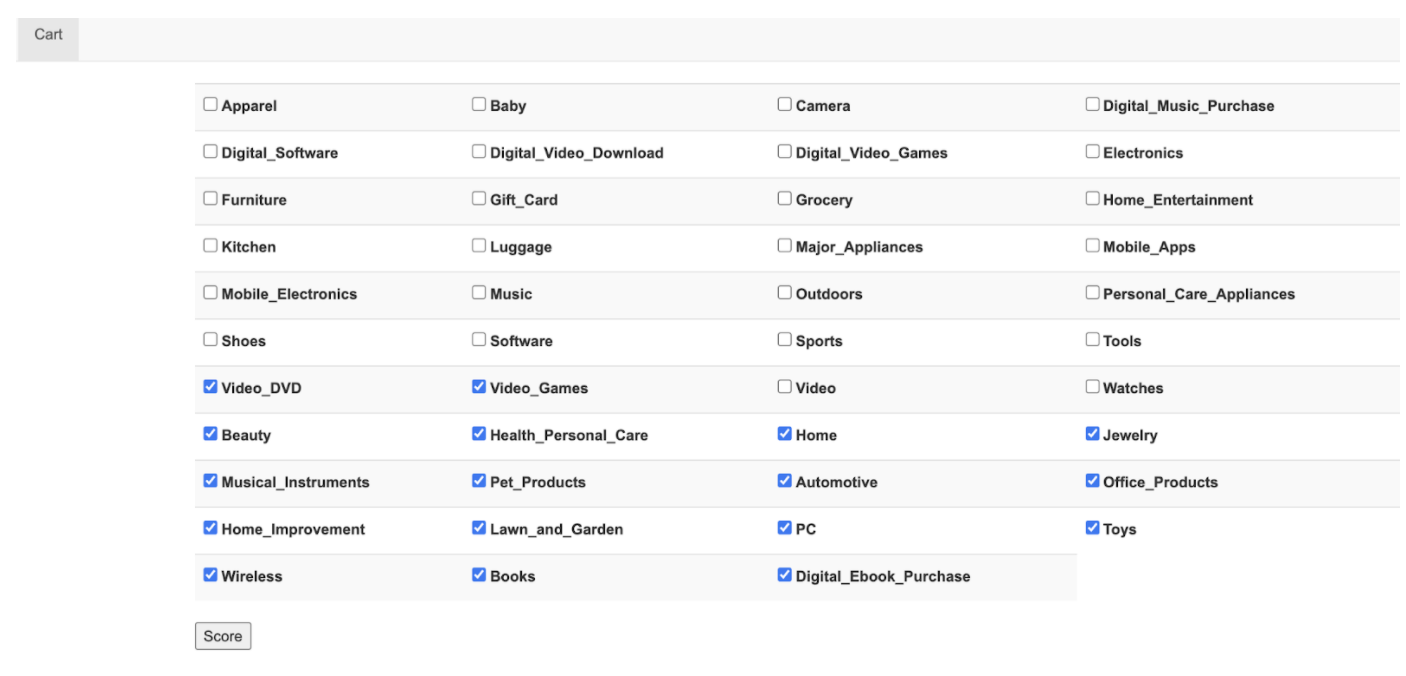 Cart
Apparel Baby Camera Digital_Music_Purchase
Digital_Software Digital_Video_Download Digital_Video_Games Electronics
Furniture Gift_Card Grocery Home_Entertainment
Kitchen Luggage Major_Appliances Mobile_Apps
Mobile_Electronics Music Outdoors Personal_Care_Appliances
Shoes Software Sports Tools
Video_DVD Video_Games Video Watches
Beauty Health_Personal_Care Home Jewelry
Musical_Instruments Pet_Products Automotive Office_Products
Home_Improvement Lawn_and_Garden PC Toys
Wireless Books Digital_Ebook_Purchase
Score